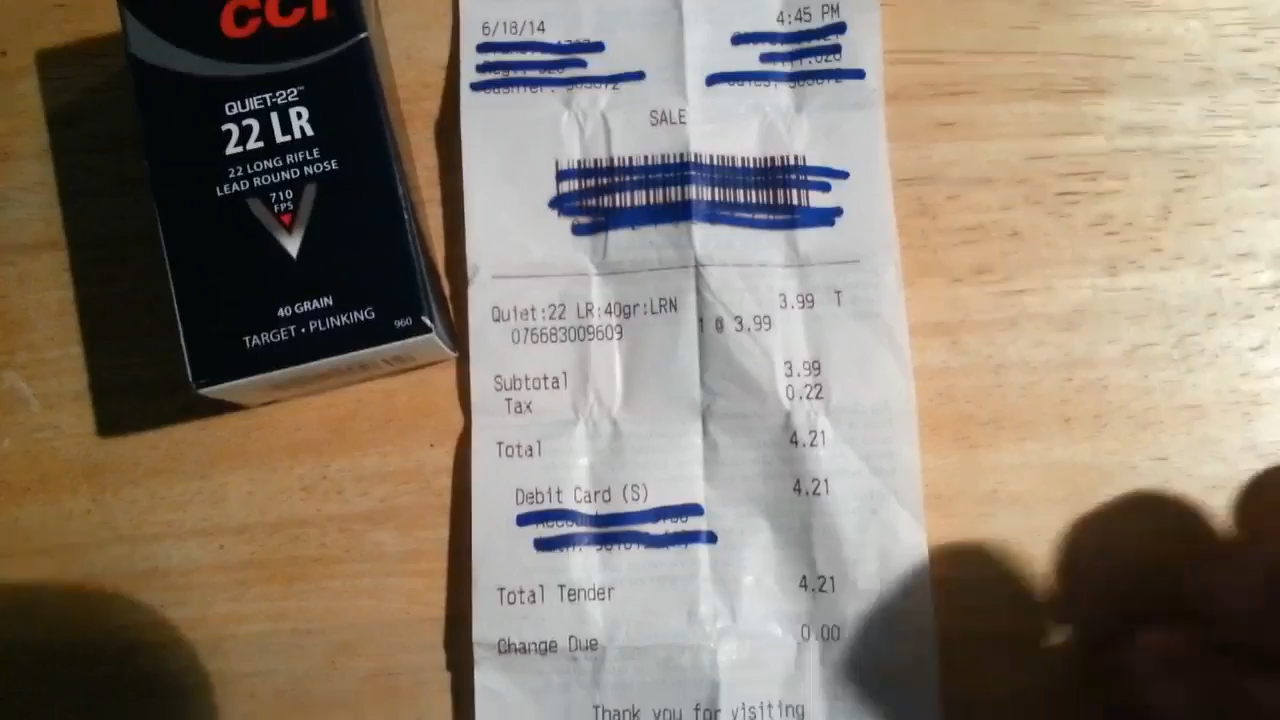 CCI
QUIET-22™
22 LR
22 LONG RIFLE
LEAD ROUND NOSE
710
FPS
40 GRAIN
TARGET • PLINKING
960
6/18/14 4:45 PM
SALE
Quiet:22 LR:40gr:LRN 3.99 T
076683009609 1 @ 3.99
Subtotal 3.99
Tax 0.22
Total 4.21
Debit Card (S) 4.21
Total Tender 4.21
Change Due 0.00
Thank you for visiting